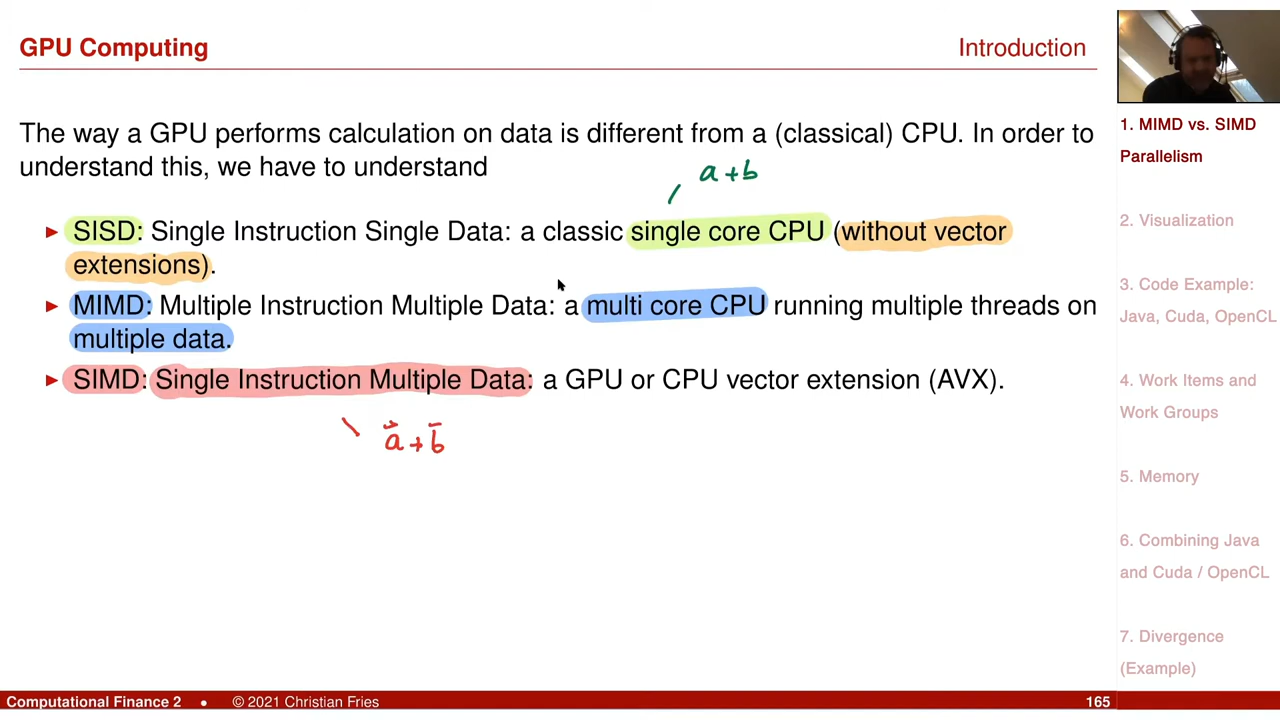 GPU Computing
Introduction
The way a GPU performs calculation on data is different from a (classical) CPU. In order to
understand this, we have to understand
a + b
► SISD: Single Instruction Single Data: a classic single core CPU (without vector
extensions).
► MIMD: Multiple Instruction Multiple Data: a multi core CPU running multiple threads on
multiple data.
► SIMD: Single Instruction Multiple Data: a GPU or CPU vector extension (AVX).
a⃗ + b̄
1. MIMD vs. SIMD
Parallelism
2. Visualization
3. Code Example:
Java, Cuda, OpenCL
4. Work Items and
Work Groups
5. Memory
6. Combining Java
and Cuda / OpenCL
7. Divergence
(Example)
Computational Finance 2 • © 2021 Christian Fries
165